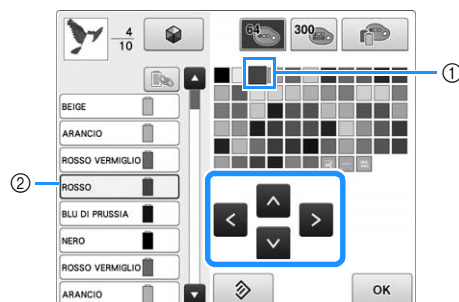 4
10
64
300
①
BEIGE
ARANCIO
ROSSO VERMIGLIO
② ROSSO
BLU DI PRUSSIA
NERO
ROSSO VERMIGLIO
ARANCIO
OK